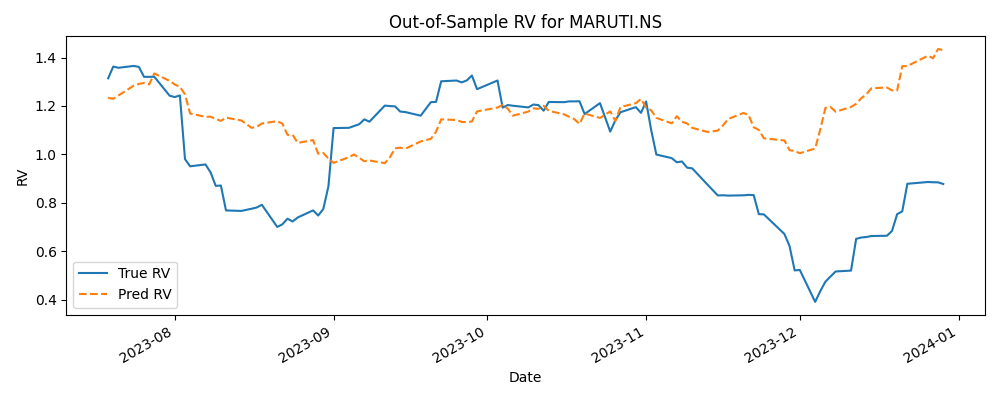 Out-of-Sample RV for MARUTI.NS
RV
1.4
1.2
1.0
0.8
0.6
0.4
True RV
Pred RV
2023-08
2023-09
2023-10
2023-11
2023-12
2024-01
Date